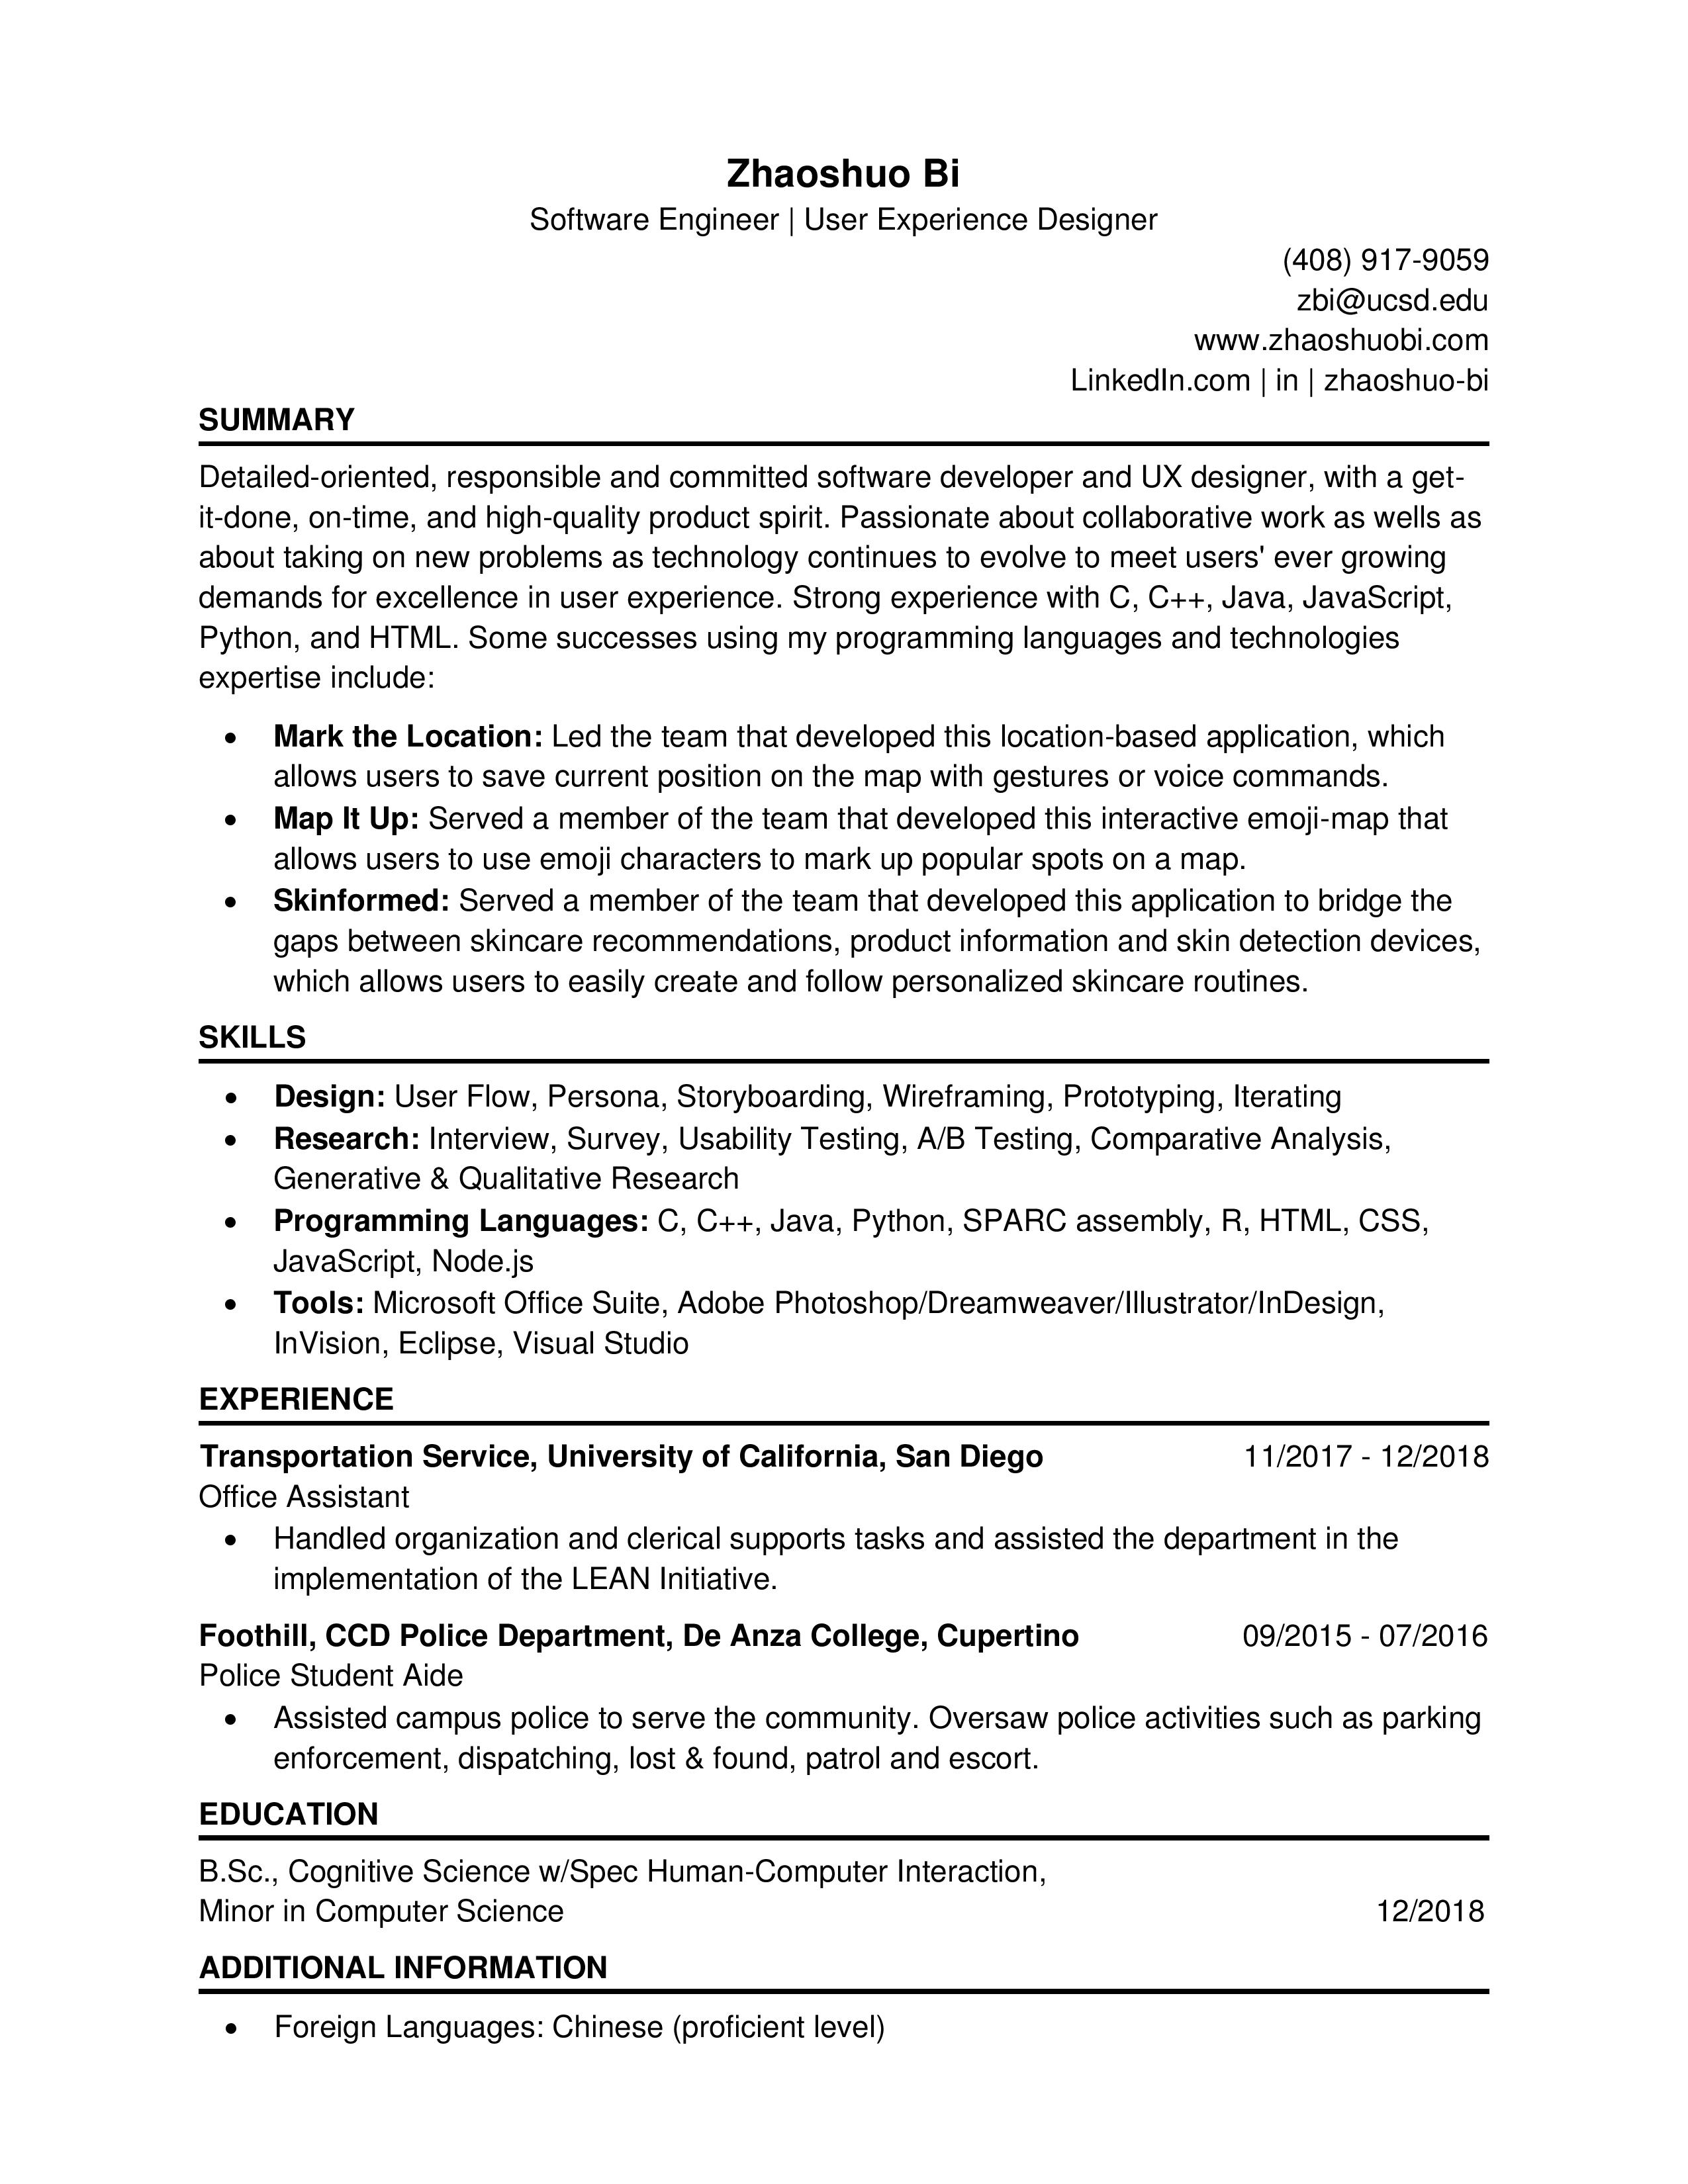 Zhaoshuo Bi
Software Engineer | User Experience Designer
(408) 917-9059
zbi@ucsd.edu
www.zhaoshuobi.com
LinkedIn.com | in | zhaoshuo-bi
SUMMARY
Detailed-oriented, responsible and committed software developer and UX designer, with a get-
it-done, on-time, and high-quality product spirit. Passionate about collaborative work as wells as
about taking on new problems as technology continues to evolve to meet users' ever growing
demands for excellence in user experience. Strong experience with C, C++, Java, JavaScript,
Python, and HTML. Some successes using my programming languages and technologies
expertise include:
• Mark the Location: Led the team that developed this location-based application, which
allows users to save current position on the map with gestures or voice commands.
• Map It Up: Served a member of the team that developed this interactive emoji-map that
allows users to use emoji characters to mark up popular spots on a map.
• Skinformed: Served a member of the team that developed this application to bridge the
gaps between skincare recommendations, product information and skin detection devices,
which allows users to easily create and follow personalized skincare routines.
SKILLS
• Design: User Flow, Persona, Storyboarding, Wireframing, Prototyping, Iterating
• Research: Interview, Survey, Usability Testing, A/B Testing, Comparative Analysis,
Generative & Qualitative Research
• Programming Languages: C, C++, Java, Python, SPARC assembly, R, HTML, CSS,
JavaScript, Node.js
• Tools: Microsoft Office Suite, Adobe Photoshop/Dreamweaver/Illustrator/InDesign,
InVision, Eclipse, Visual Studio
EXPERIENCE
Transportation Service, University of California, San Diego 11/2017 - 12/2018
Office Assistant
• Handled organization and clerical supports tasks and assisted the department in the
implementation of the LEAN Initiative.
Foothill, CCD Police Department, De Anza College, Cupertino 09/2015 - 07/2016
Police Student Aide
• Assisted campus police to serve the community. Oversaw police activities such as parking
enforcement, dispatching, lost & found, patrol and escort.
EDUCATION
B.Sc., Cognitive Science w/Spec Human-Computer Interaction,
Minor in Computer Science 12/2018
ADDITIONAL INFORMATION
• Foreign Languages: Chinese (proficient level)